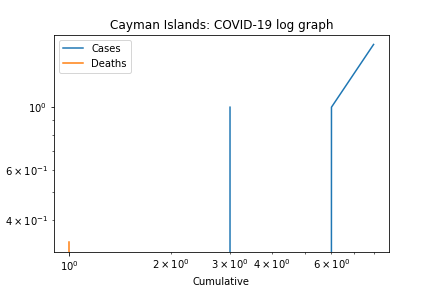 Cayman Islands: COVID-19 log graph
Cases
Deaths
10⁰
6 × 10⁻¹
4 × 10⁻¹
10⁰
2 × 10⁰
3 × 10⁰
4 × 10⁰
6 × 10⁰
Cumulative